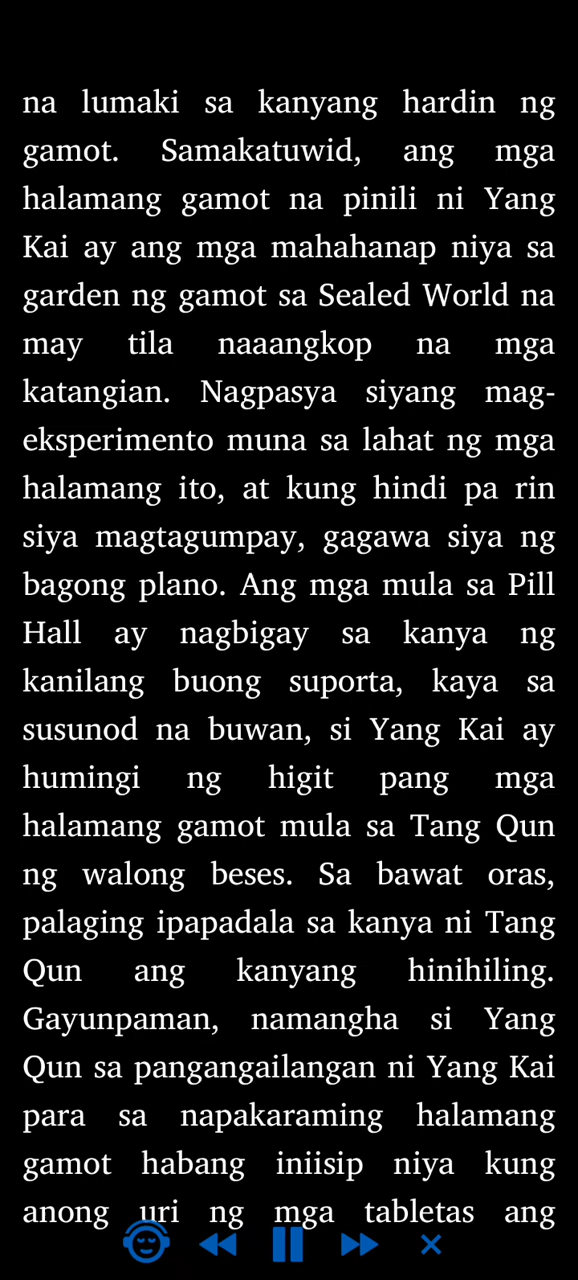 na lumaki sa kanyang hardin ng
gamot. Samakatuwid, ang mga
halamang gamot na pinili ni Yang
Kai ay ang mga mahahanap niya sa
garden ng gamot sa Sealed World na
may tila naaangkop na mga
katangian. Nagpasya siyang mag-
eksperimento muna sa lahat ng mga
halamang ito, at kung hindi pa rin
siya magtagumpay, gagawa siya ng
bagong plano. Ang mga mula sa Pill
Hall ay nagbigay sa kanya ng
kanilang buong suporta, kaya sa
susunod na buwan, si Yang Kai ay
humingi ng higit pang mga
halamang gamot mula sa Tang Qun
ng walong beses. Sa bawat oras,
palaging ipapadala sa kanya ni Tang
Qun ang kanyang hinihiling.
Gayunpaman, namangha si Yang
Qun sa pangangailangan ni Yang Kai
para sa napakaraming halamang
gamot habang iniisip niya kung
anong uri ng mga tabletas ang